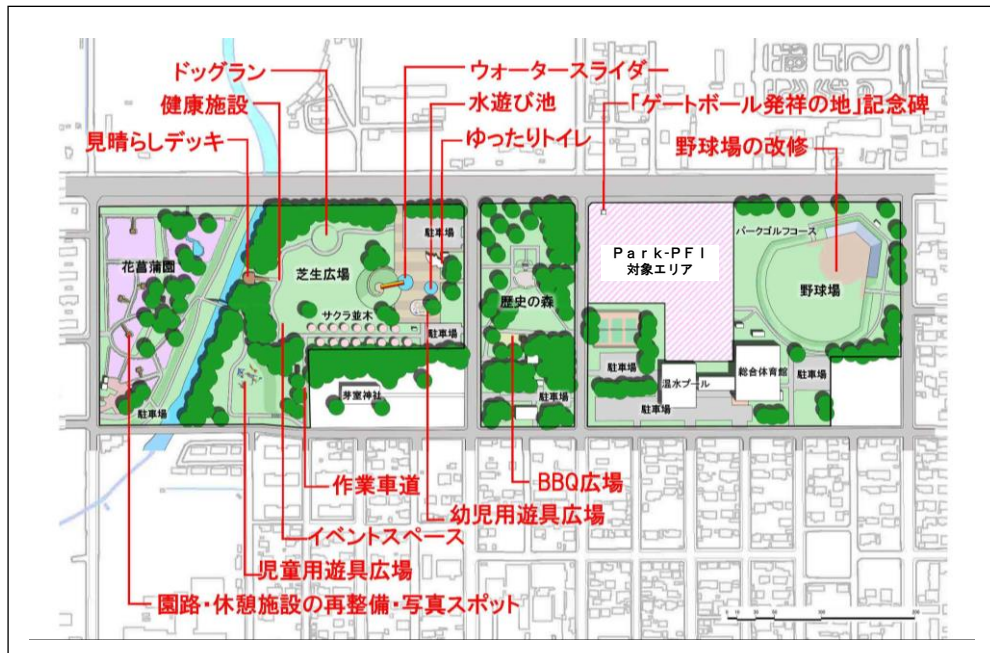 ドッグラン
健康施設
見晴らしデッキ
ウォータースライダー
水遊び池
ゆったりトイレ
「ゲートボール発祥の地」記念碑
野球場の改修
花菖蒲園
芝生広場
サクラ並木
駐車場
駐車場
駐車場
芽室神社
歴史の森
駐車場
Park-PFI
対象エリア
パークゴルフコース
野球場
駐車場
温水プール
総合体育館
駐車場
駐車場
作業車道
イベントスペース
児童用遊具広場
園路・休憩施設の再整備・写真スポット
BBQ広場
幼児用遊具広場